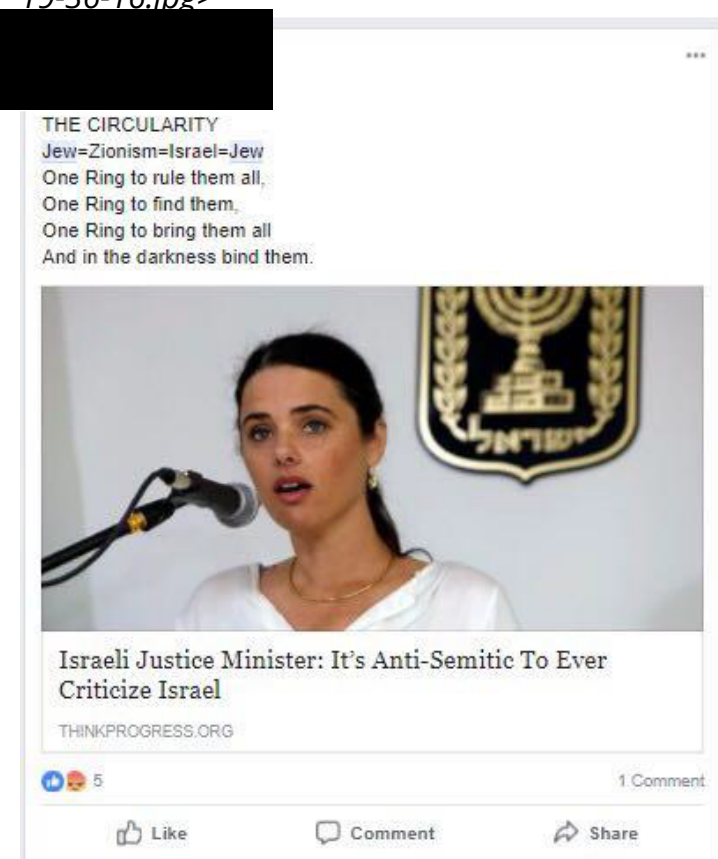 THE CIRCULARITY
Jew=Zionism=Israel=Jew
One Ring to rule them all,
One Ring to find them,
One Ring to bring them all
And in the darkness bind them.
ישראל
Israeli Justice Minister: It's Anti-Semitic To Ever
Criticize Israel
THINKPROGRESS.ORG
5
1 Comment
Like
Comment
Share